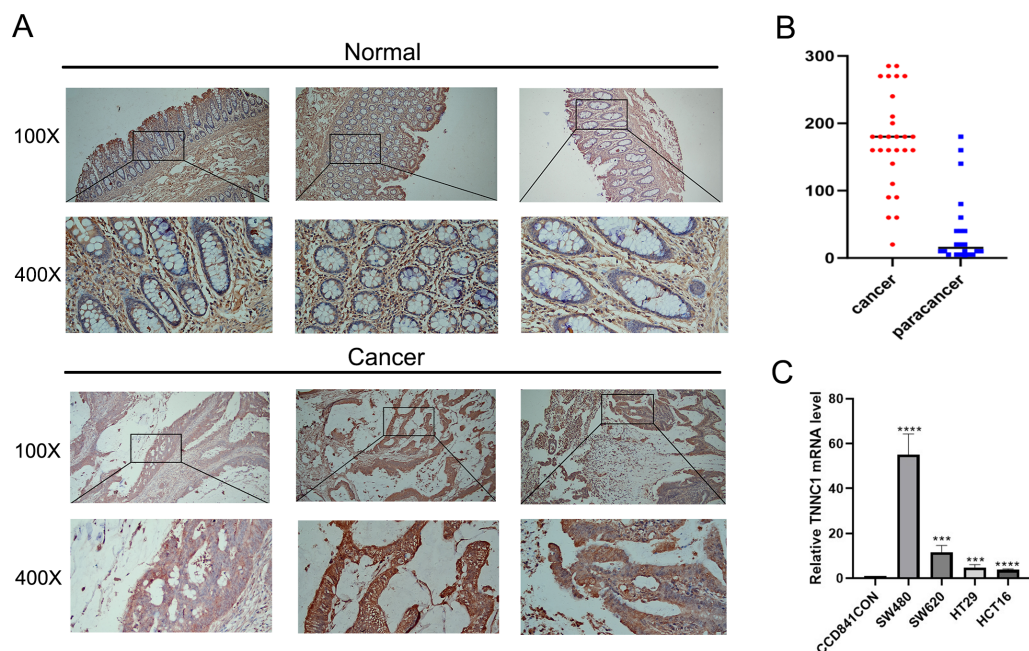 A
Normal
100X
400X
Cancer
100X
400X
B
300
200
100
0
cancer
paracancer
C
Relative TNNC1 mRNA level
80
60
40
20
0
****
***
***
****
CCD841CON
SW480
SW620
HT29
HCT16